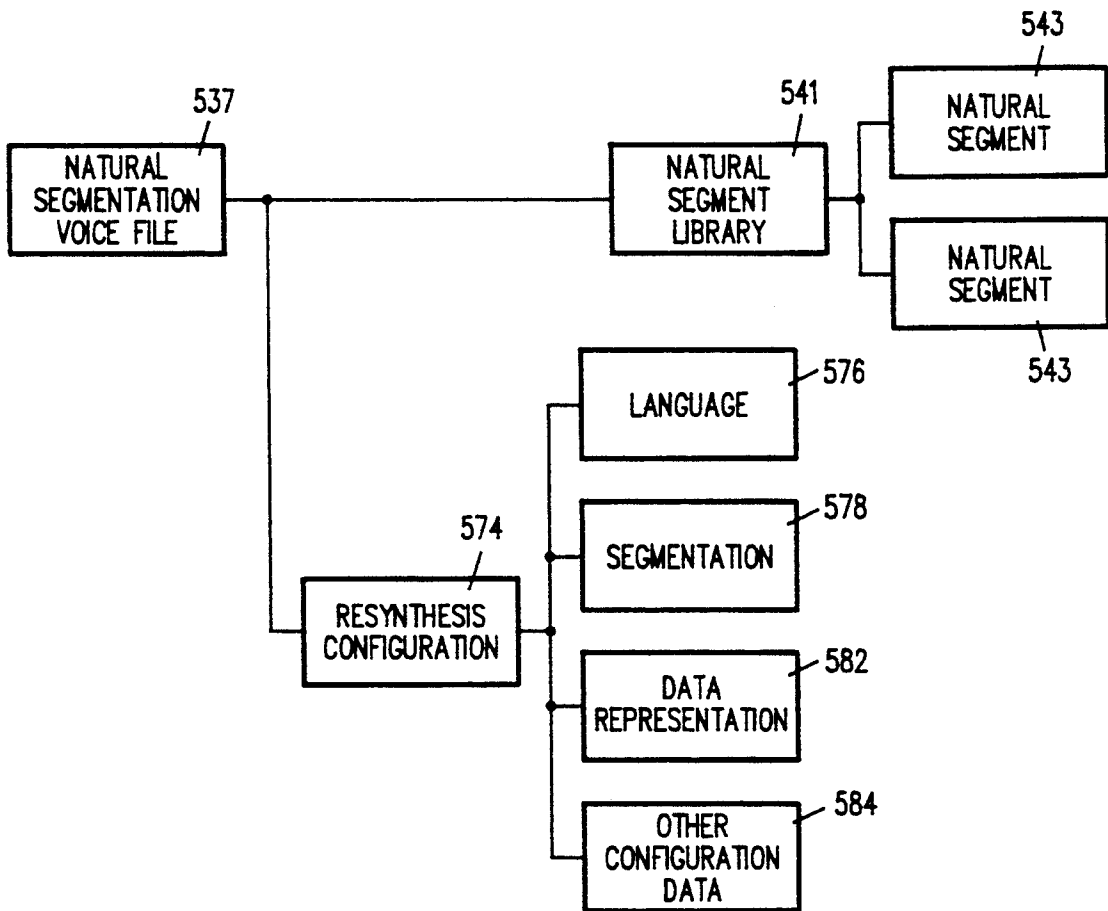 543
NATURAL
SEGMENT
537
NATURAL
SEGMENTATION
VOICE FILE
541
NATURAL
SEGMENT
LIBRARY
NATURAL
SEGMENT
543
576
LANGUAGE
578
SEGMENTATION
574
RESYNTHESIS
CONFIGURATION
582
DATA
REPRESENTATION
584
OTHER
CONFIGURATION
DATA